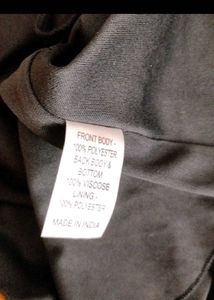 FRONT BODY -
100% POLYESTER
BACK BODY &
BOTTOM
100% VISCOSE
LINING -
100% POLYESTER
MADE IN INDIA